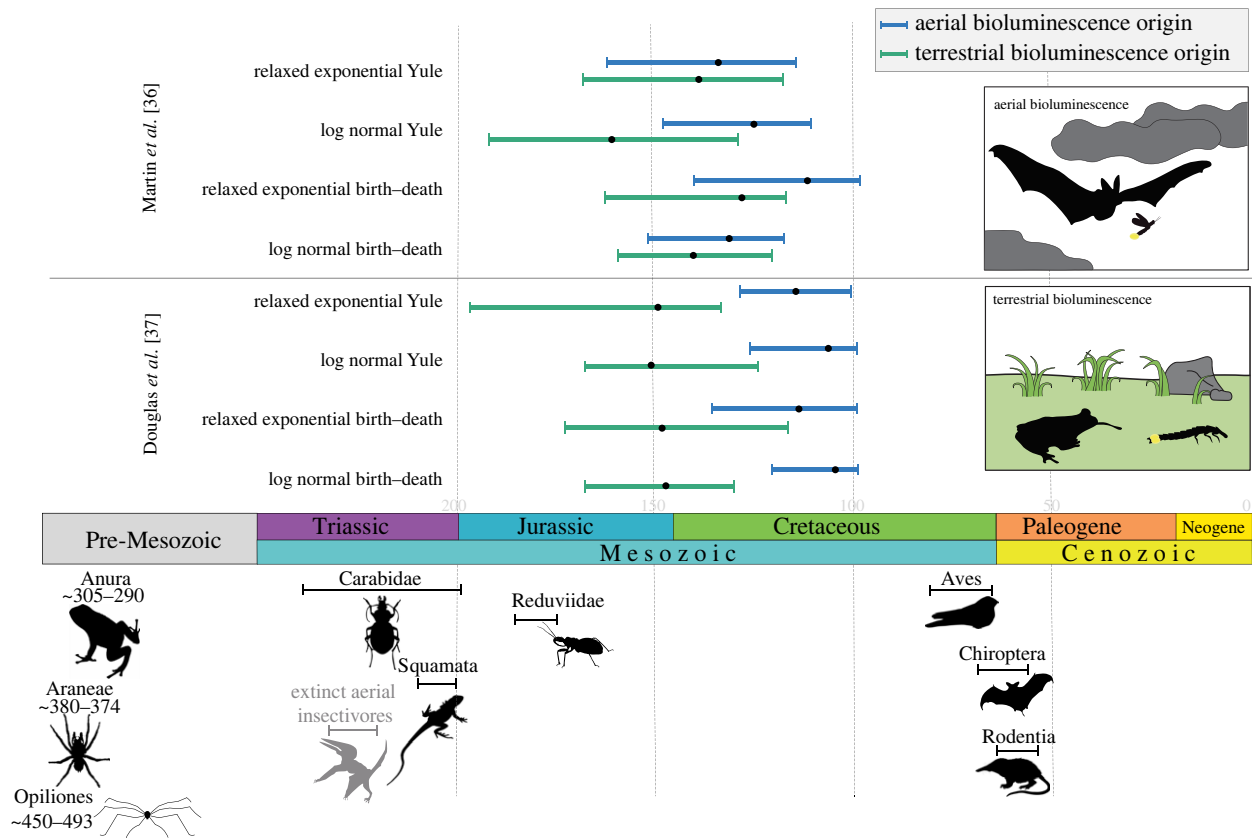 aerial bioluminescence origin
terrestrial bioluminescence origin
Martin et al. [36]
relaxed exponential Yule
log normal Yule
relaxed exponential birth–death
log normal birth–death
aerial bioluminescence
Douglas et al. [37]
relaxed exponential Yule
log normal Yule
relaxed exponential birth–death
log normal birth–death
terrestrial bioluminescence
200 150 100 50 0
Pre-Mesozoic
Triassic Jurassic Cretaceous Paleogene Neogene
Mesozoic Cenozoic
Anura
~305–290
Carabidae
Reduviidae
Aves
Squamata
Chiroptera
Araneae
~380–374
extinct aerial
insectivores
Rodentia
Opiliones
~450–493